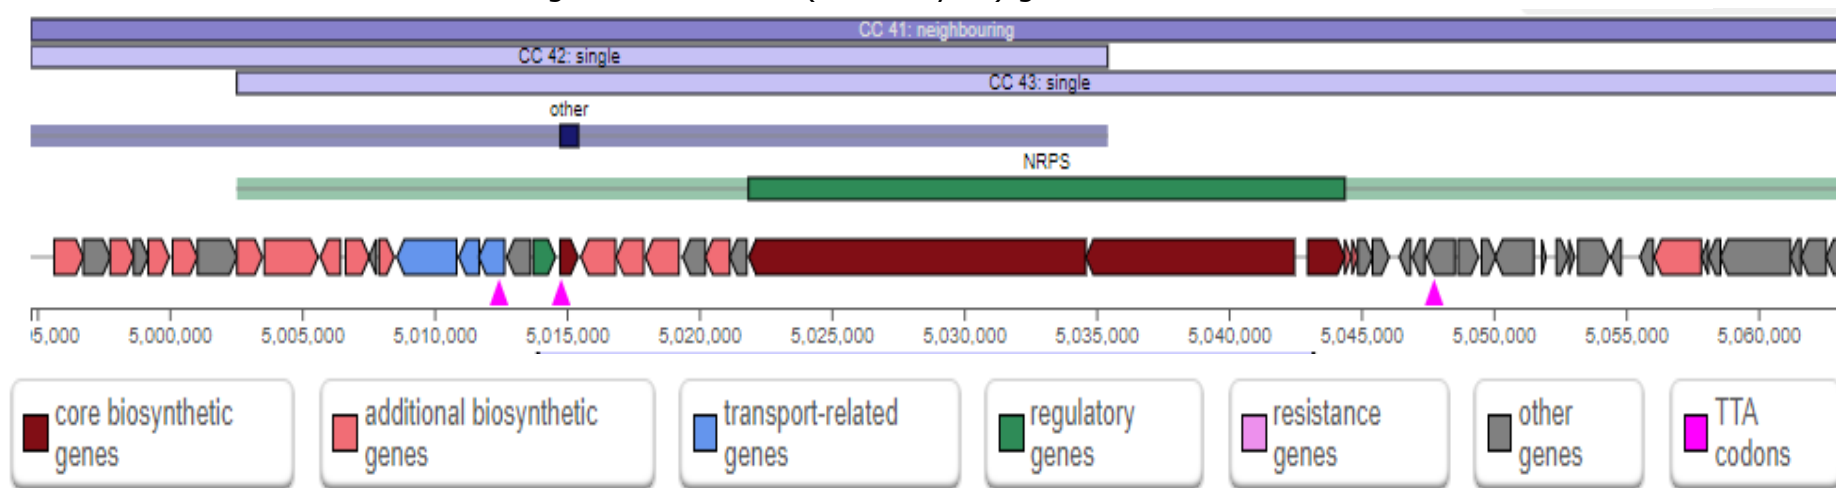 CC 41: neighbouring
CC 42: single
CC 43: single
other
NRPS
5,000 5,000,000 5,005,000 5,010,000 5,015,000 5,020,000 5,025,000 5,030,000 5,035,000 5,040,000 5,045,000 5,050,000 5,055,000 5,060,000
core biosynthetic
genes
additional biosynthetic
genes
transport-related
genes
regulatory
genes
resistance
genes
other
genes
TTA
codons